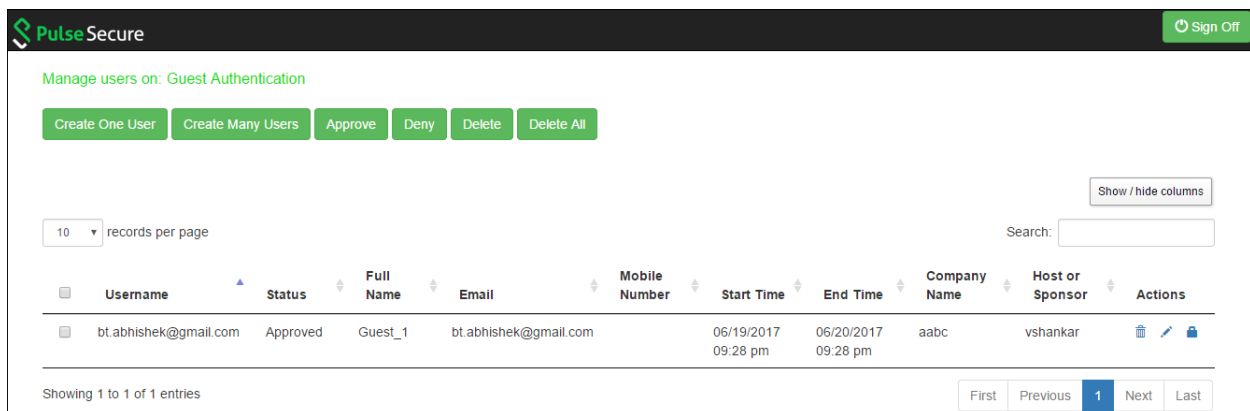 Pulse Secure
Sign Off
Manage users on: Guest Authentication
Create One User Create Many Users Approve Deny Delete Delete All
Show / hide columns
10 records per page Search:
Username Status Full Name Email Mobile Number Start Time End Time Company Name Host or Sponsor Actions
bt.abhishek@gmail.com Approved Guest_1 bt.abhishek@gmail.com 06/19/2017 09:28 pm 06/20/2017 09:28 pm aabc vshankar
Showing 1 to 1 of 1 entries First Previous 1 Next Last